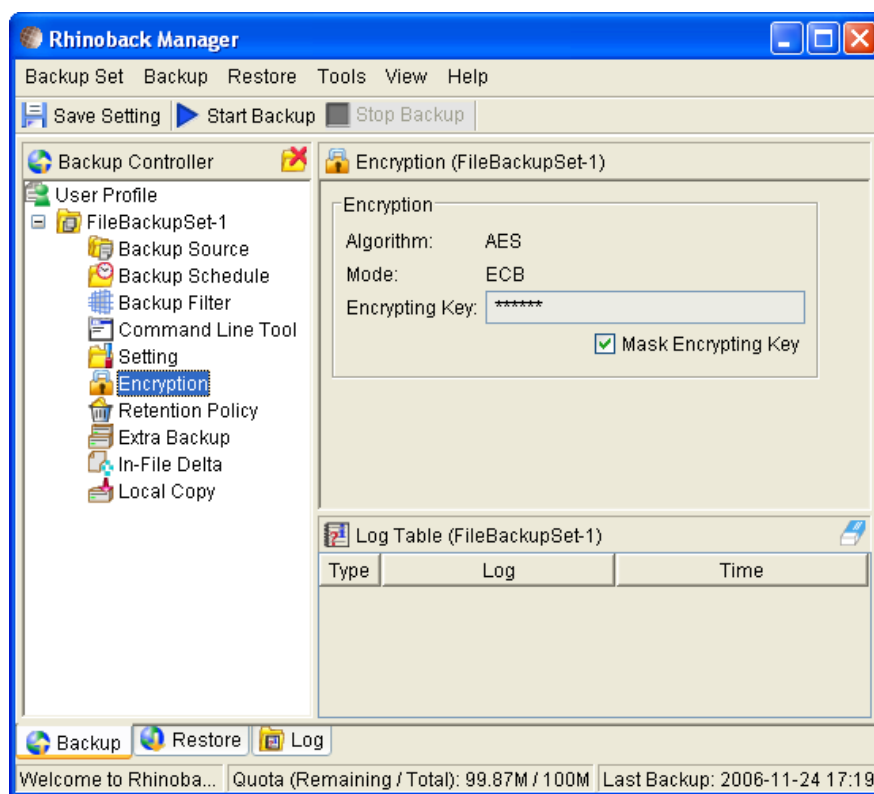 Rhinoback Manager
Backup Set Backup Restore Tools View Help
Save Setting Start Backup Stop Backup
Backup Controller
User Profile
FileBackupSet-1
Backup Source
Backup Schedule
Backup Filter
Command Line Tool
Setting
Encryption
Retention Policy
Extra Backup
In-File Delta
Local Copy
Encryption (FileBackupSet-1)
Encryption
Algorithm: AES
Mode: ECB
Encrypting Key: ******
Mask Encrypting Key
Log Table (FileBackupSet-1)
Type Log Time
Backup Restore Log
Welcome to Rhinoba... Quota (Remaining / Total): 99.87M / 100M Last Backup: 2006-11-24 17:19